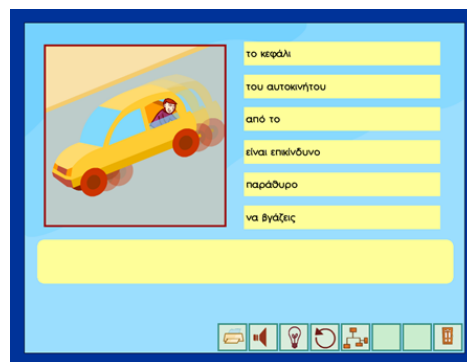 το κεφάλι
του αυτοκινήτου
από το
είναι επικίνδυνο
παράθυρο
να βγάζεις